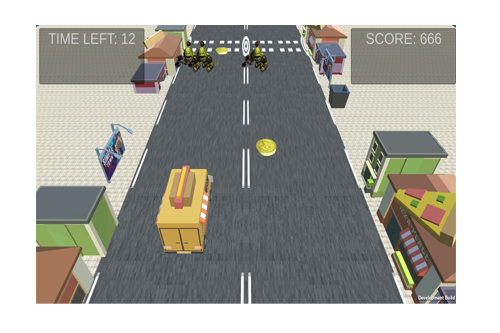 TIME LEFT: 12
SCORE: 666
Development Build